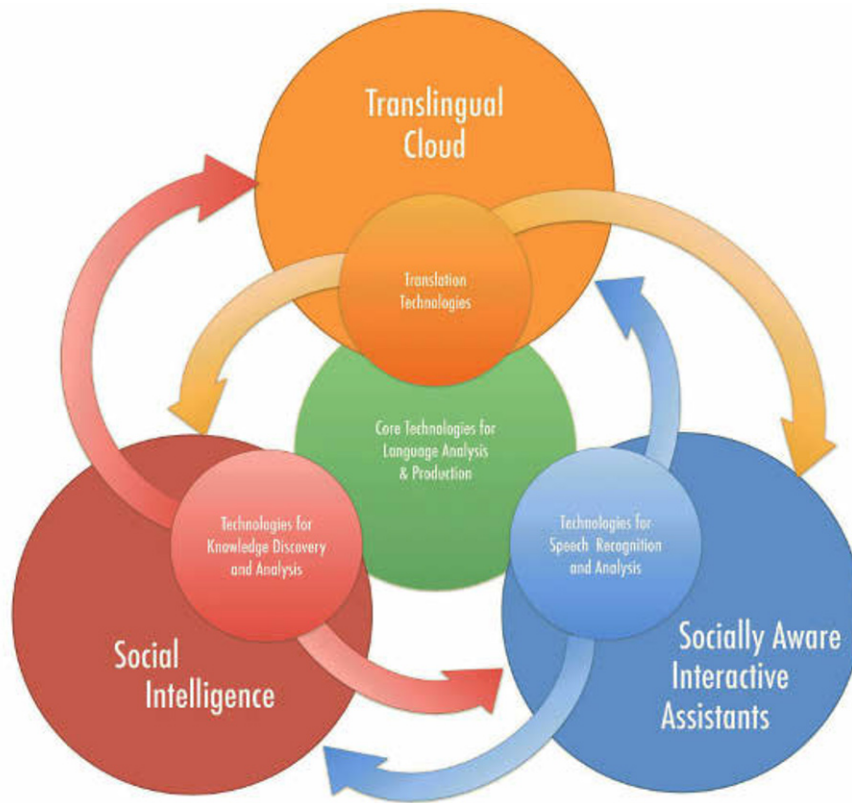 Translingual
Cloud
Translation
Technologies
Core Technologies for
Language Analysis
& Production
Technologies for
Knowledge Discovery
and Analysis
Technologies for
Speech Recognition
and Analysis
Social
Intelligence
Socially Aware
Interactive
Assistants